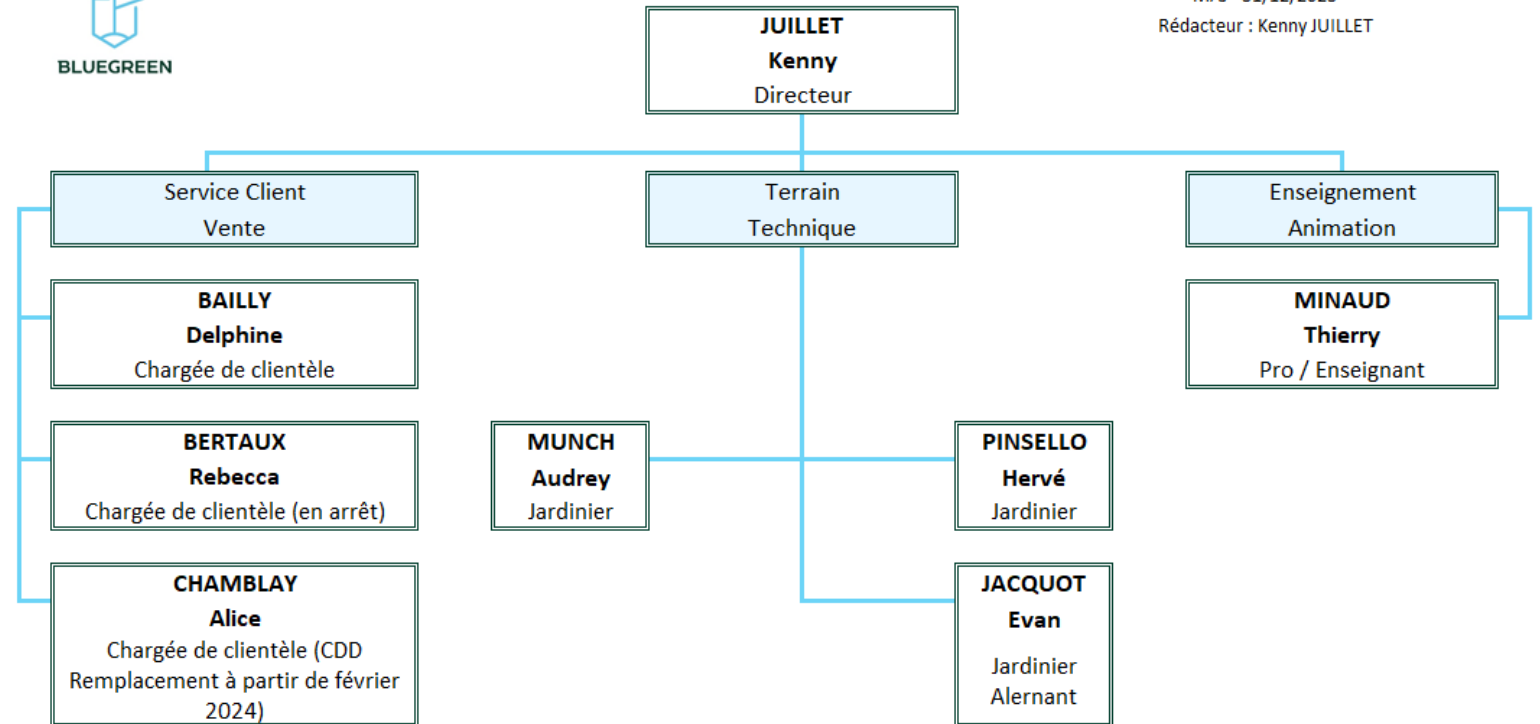 BLUEGREEN
Rédacteur : Kenny JUILLET
JUILLET
Kenny
Directeur
Service Client
Vente
Terrain
Technique
Enseignement
Animation
BAILLY
Delphine
Chargée de clientèle
MINAUD
Thierry
Pro / Enseignant
BERTAUX
Rebecca
Chargée de clientèle (en arrêt)
MUNCH
Audrey
Jardinier
PINSELLO
Hervé
Jardinier
CHAMBLAY
Alice
Chargée de clientèle (CDD
Remplacement à partir de février
2024)
JACQUOT
Evan
Jardinier
Alernant